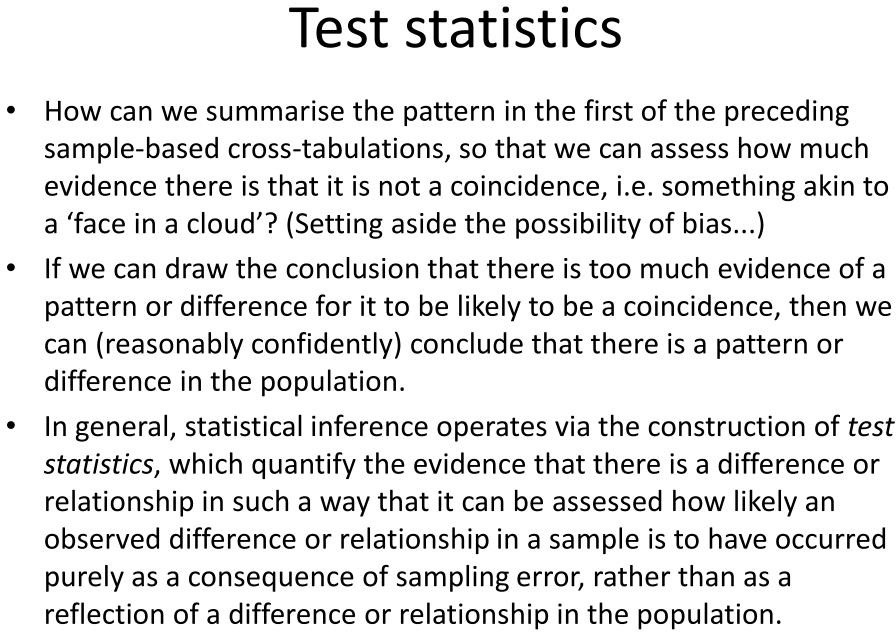 Test statistics
• How can we summarise the pattern in the first of the preceding
sample-based cross-tabulations, so that we can assess how much
evidence there is that it is not a coincidence, i.e. something akin to
a ‘face in a cloud’? (Setting aside the possibility of bias...)
• If we can draw the conclusion that there is too much evidence of a
pattern or difference for it to be likely to be a coincidence, then we
can (reasonably confidently) conclude that there is a pattern or
difference in the population.
• In general, statistical inference operates via the construction of test
statistics, which quantify the evidence that there is a difference or
relationship in such a way that it can be assessed how likely an
observed difference or relationship in a sample is to have occurred
purely as a consequence of sampling error, rather than as a
reflection of a difference or relationship in the population.